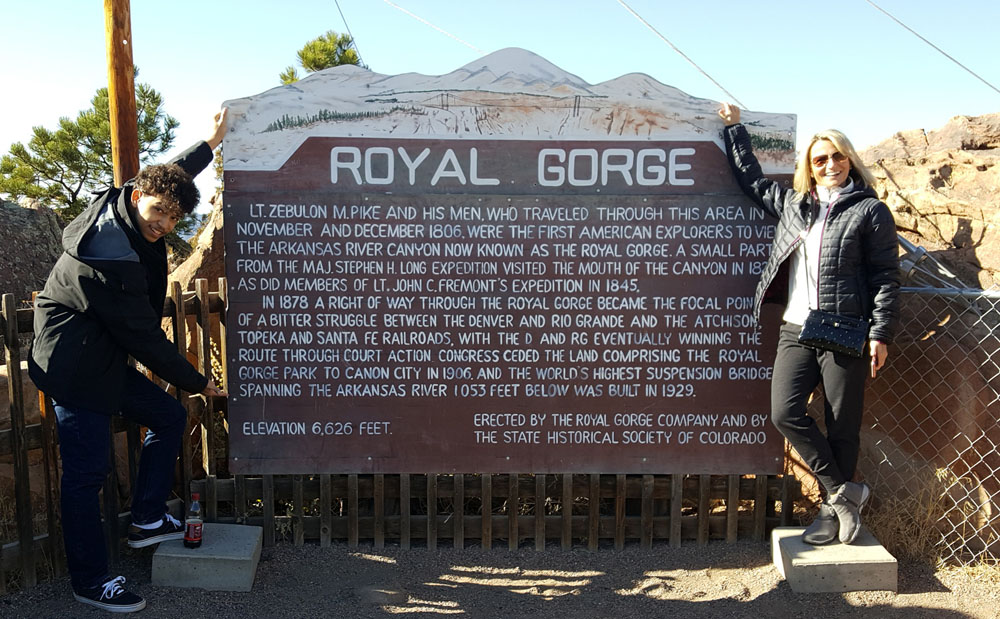 ROYAL GORGE
LT. ZEBULON M. PIKE AND HIS MEN, WHO TRAVELED THROUGH THIS AREA IN
NOVEMBER AND DECEMBER 1806, WERE THE FIRST AMERICAN EXPLORERS TO
THE ARKANSAS RIVER CANYON NOW KNOWN AS THE ROYAL GORGE. A SMALL
FROM THE MAJ. STEPHEN H. LONG EXPEDITION VISITED THE MOUTH OF THE CANYON IN
AS DID MEMBERS OF LT. JOHN C. FREMONT'S EXPEDITION IN 1845.
IN 1878 A RIGHT OF WAY THROUGH THE ROYAL GORGE BECAME THE FOCAL
OF A BITTER STRUGGLE BETWEEN THE DENVER AND RIO GRANDE AND THE ATCHISON,
TOPEKA AND SANTA FE RAILROADS, WITH THE D AND RG EVENTUALLY WINNING THE
ROUTE THROUGH COURT ACTION. CONGRESS CEDED THE LAND COMPRISING THE ROYAL
GORGE PARK TO CANON CITY IN 1906, AND THE WORLD'S HIGHEST SUSPENSION BRIDGE
SPANNING THE ARKANSAS RIVER 1053 FEET BELOW WAS BUILT IN 1929.
ELEVATION 6,626 FEET.
ERECTED BY THE ROYAL GORGE COMPANY AND BY
THE STATE HISTORICAL SOCIETY OF COLORADO